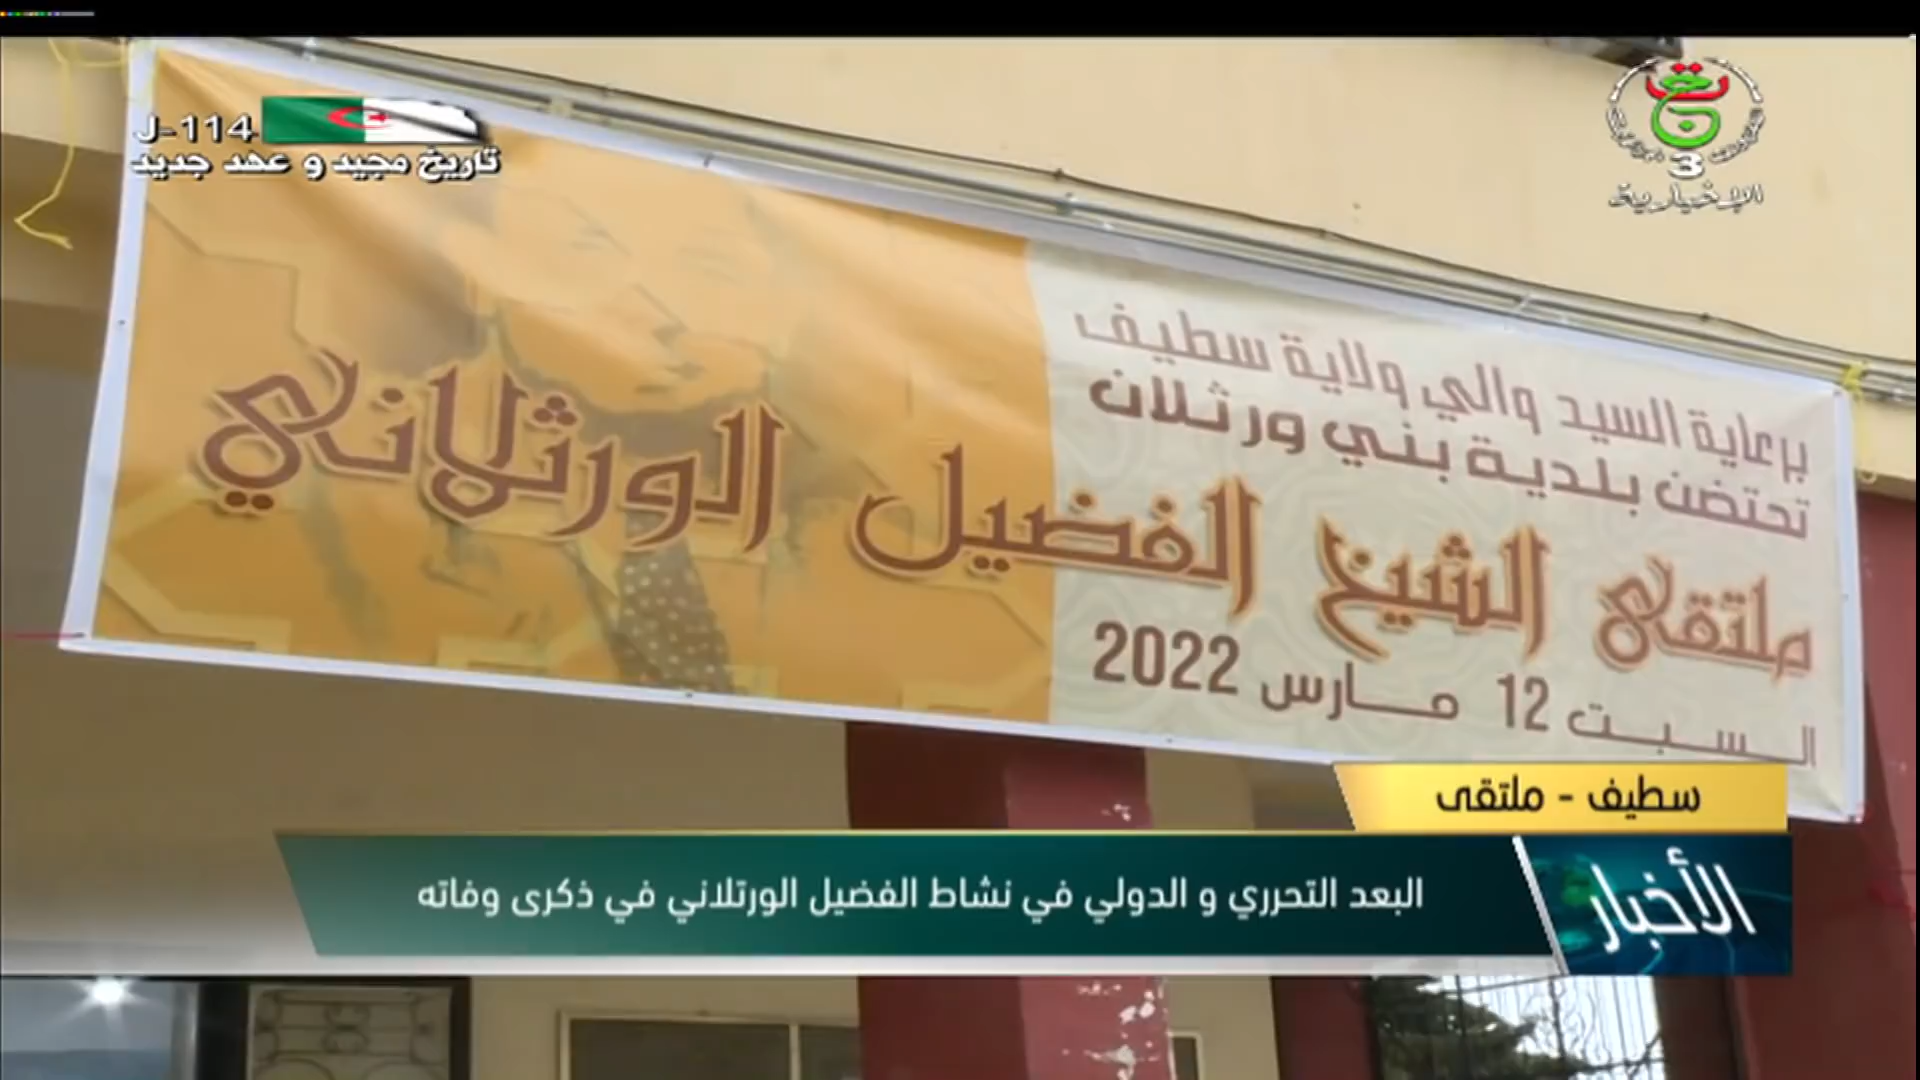 J-114
تاريخ مجيد و عهد جديد
3
الإخبارية
برعاية السيد والي ولاية سطيف
تحتضن بلدية بني ورثلان
ملتقى الشيخ الفضيل الورثلاني
السبت 12 مارس 2022
سطيف - ملتقى
الأخبار
البعد التحرري و الدولي في نشاط الفضيل الورتلاني في ذكرى وفاته